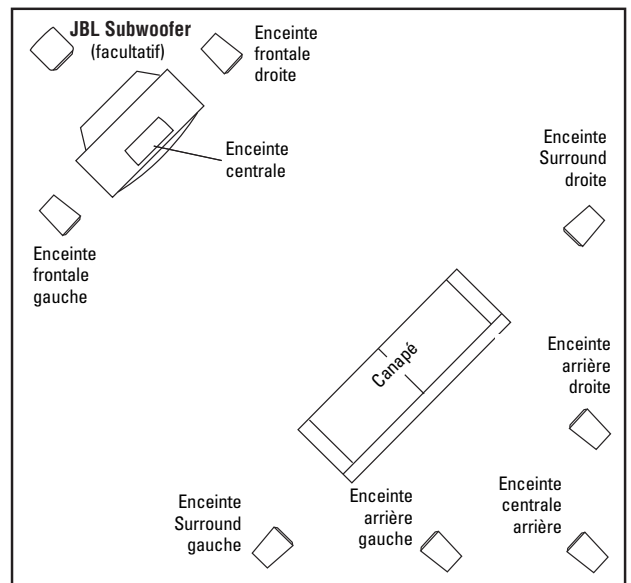 JBL Subwoofer
(facultatif)
Enceinte
frontale
droite
Enceinte
centrale
Enceinte
Surround
droite
Enceinte
frontale
gauche
Canapé
Enceinte
arrière
droite
Enceinte
Surround
gauche
Enceinte
arrière
gauche
Enceinte
centrale
arrière